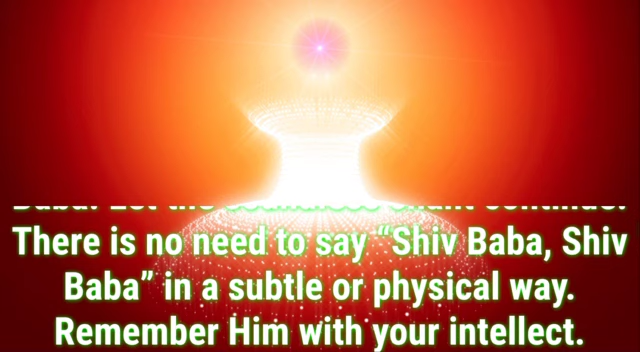 There is no need to say “Shiv Baba, Shiv
Baba” in a subtle or physical way.
Remember Him with your intellect.